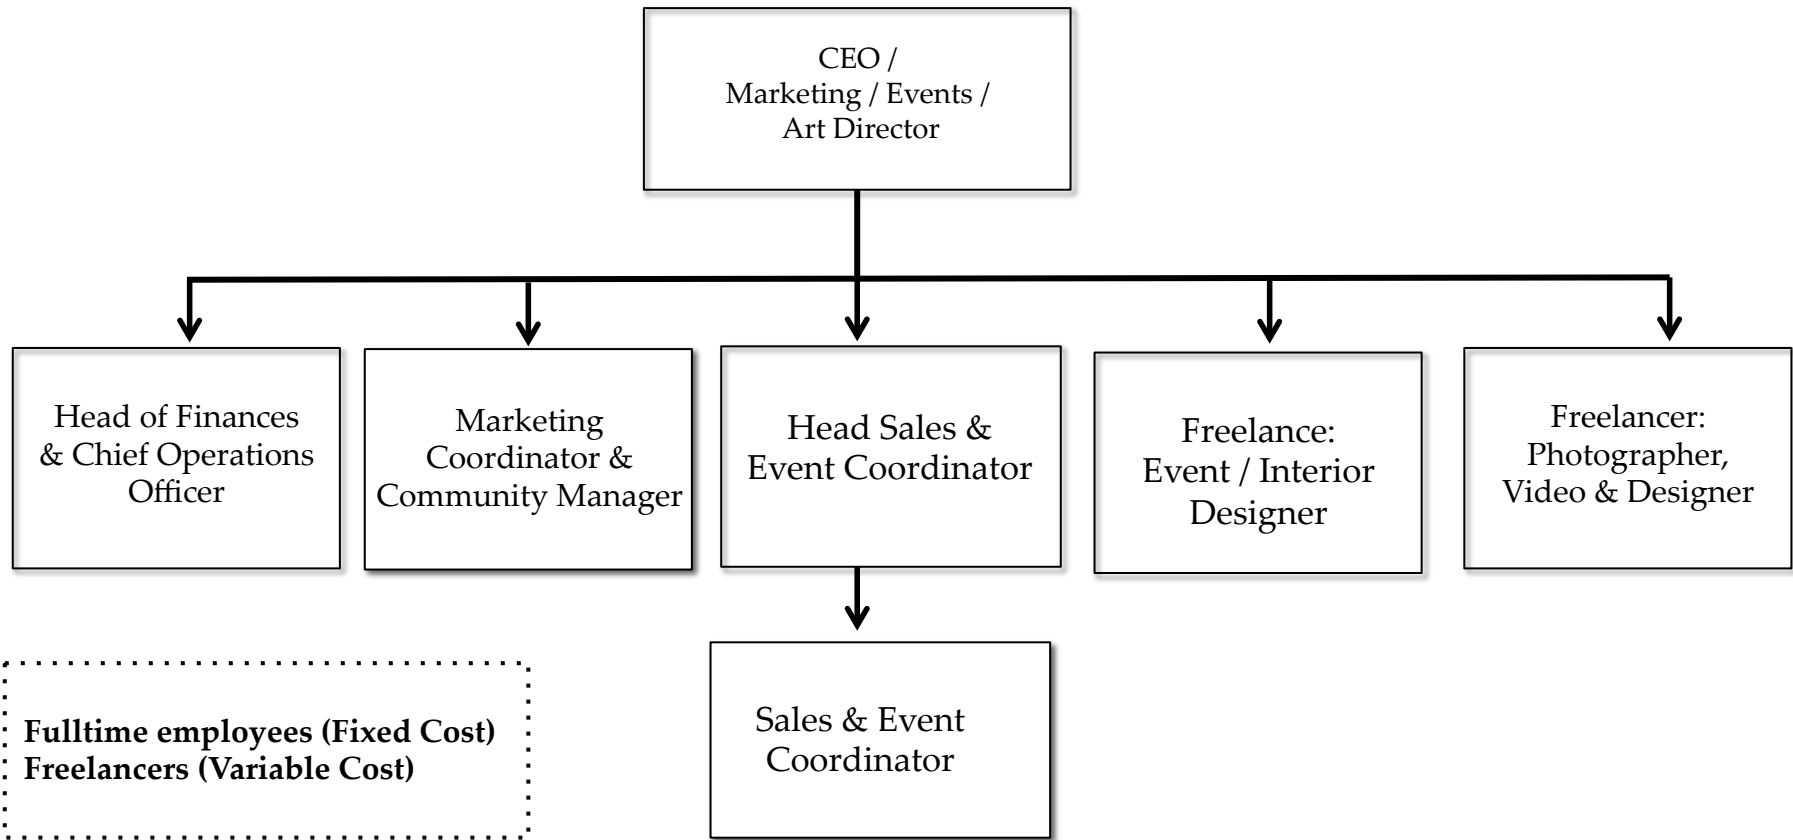 CEO /
Marketing / Events /
Art Director
Head of Finances
& Chief Operations
Officer
Marketing
Coordinator &
Community Manager
Head Sales &
Event Coordinator
Freelance:
Event / Interior
Designer
Freelancer:
Photographer,
Video & Designer
Sales & Event
Coordinator
Fulltime employees (Fixed Cost)
Freelancers (Variable Cost)